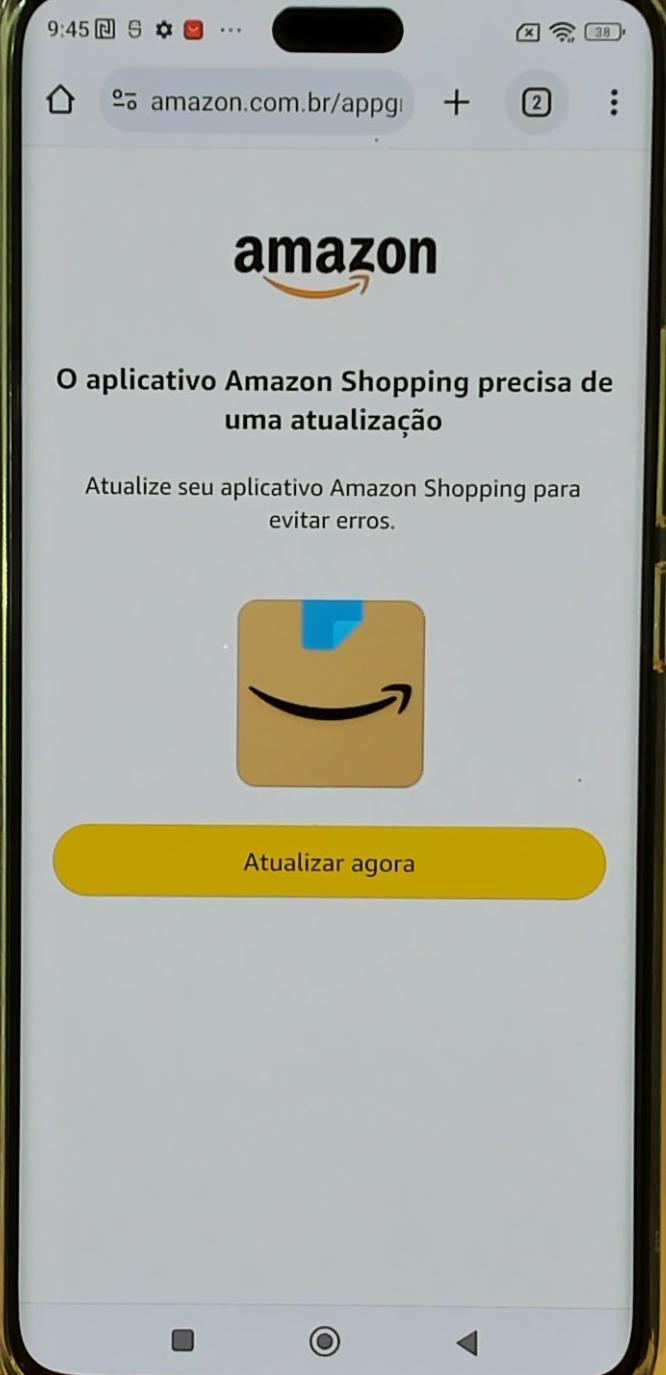 9:45
38
amazon.com.br/appg
2
amazon
O aplicativo Amazon Shopping precisa de
uma atualização
Atualize seu aplicativo Amazon Shopping para
evitar erros.
Atualizar agora